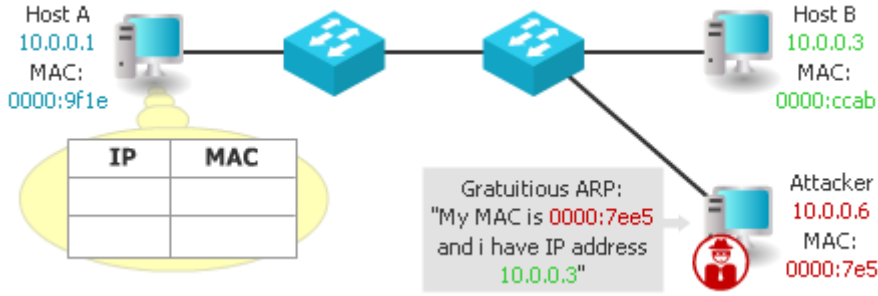 Host A
10.0.0.1
MAC:
0000:9f1e
IP MAC
Host B
10.0.0.3
MAC:
0000:ccab
Gratuitious ARP:
"My MAC is 0000:7ee5
and i have IP address
10.0.0.3"
Attacker
10.0.0.6
MAC:
0000:7e5